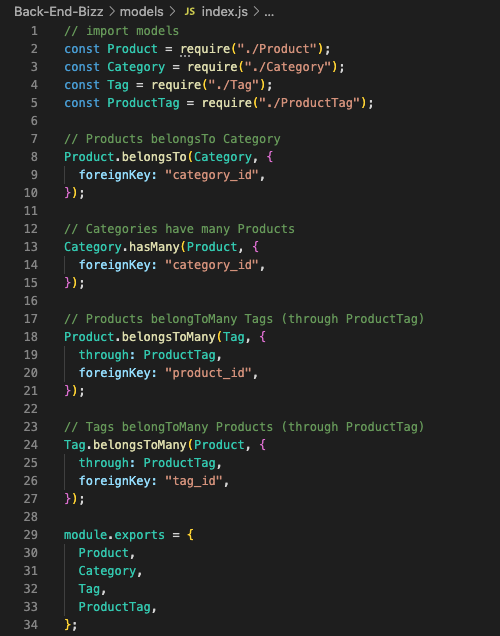 Back-End-Bizz > models > JS index.js > ...
1 // import models
2 const Product = require("./Product");
3 const Category = require("./Category");
4 const Tag = require("./Tag");
5 const ProductTag = require("./ProductTag");
6
7 // Products belongsTo Category
8 Product.belongsTo(Category, {
9   foreignKey: "category_id",
10 });
11
12 // Categories have many Products
13 Category.hasMany(Product, {
14   foreignKey: "category_id",
15 });
16
17 // Products belongToMany Tags (through ProductTag)
18 Product.belongsToMany(Tag, {
19   through: ProductTag,
20   foreignKey: "product_id",
21 });
22
23 // Tags belongToMany Products (through ProductTag)
24 Tag.belongsToMany(Product, {
25   through: ProductTag,
26   foreignKey: "tag_id",
27 });
28
29 module.exports = {
30   Product,
31   Category,
32   Tag,
33   ProductTag,
34 };